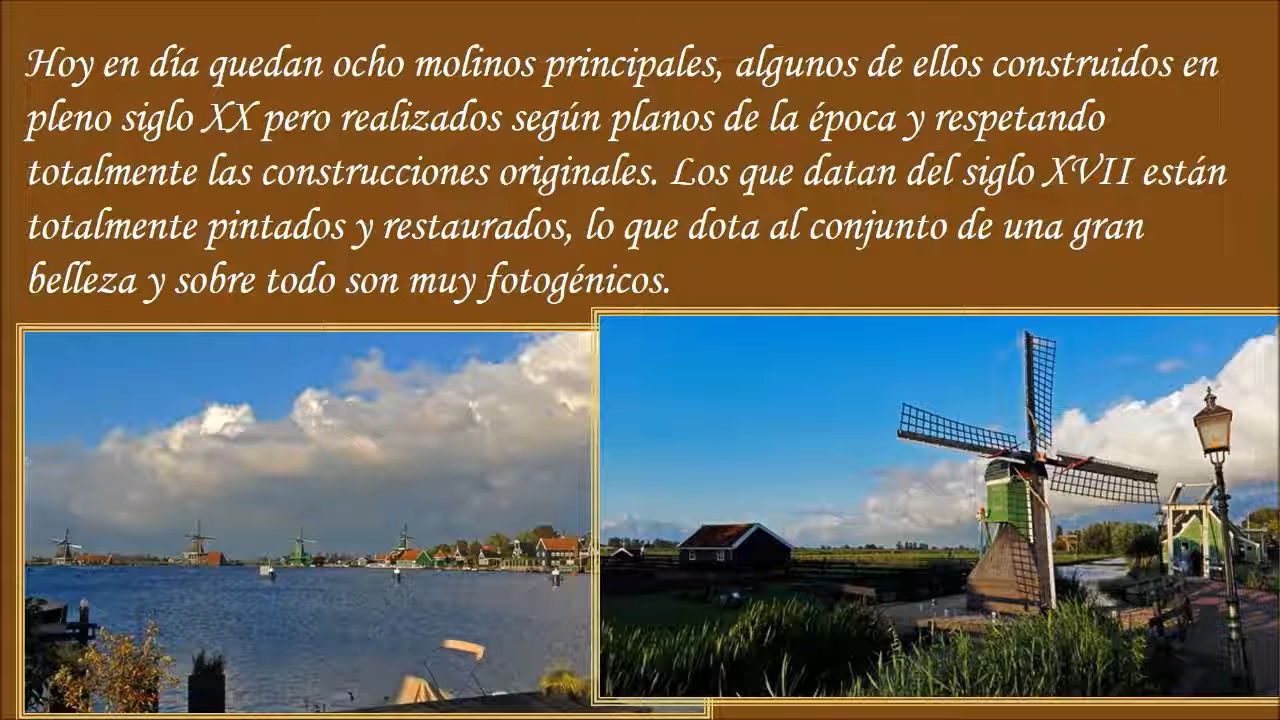 Hoy en día quedan ocho molinos principales, algunos de ellos construidos en
pleno siglo XX pero realizados según planos de la época y respetando
totalmente las construcciones originales. Los que datan del siglo XVII están
totalmente pintados y restaurados, lo que dota al conjunto de una gran
belleza y sobre todo son muy fotogénicos.